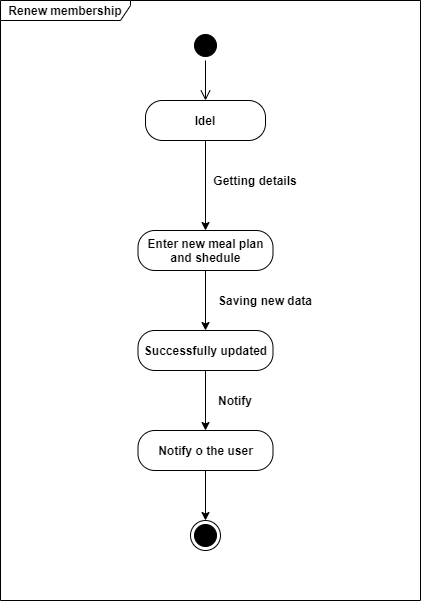 Renew membership
Idel
Getting details
Enter new meal plan
and shedule
Saving new data
Successfully updated
Notify
Notify o the user